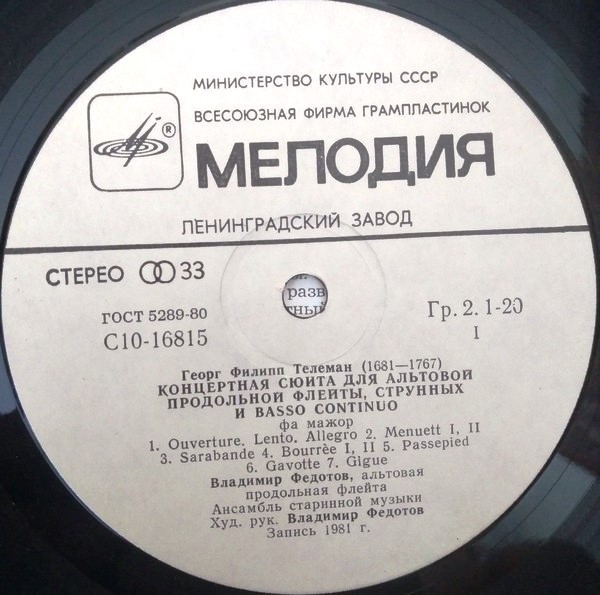 МИНИСТЕРСТВО КУЛЬТУРЫ СССР
ВСЕСОЮЗНАЯ ФИРМА ГРАМПЛАСТИНОК
®
МЕЛОДИЯ
ЛЕНИНГРАДСКИЙ ЗАВОД
СТЕРЕО 33
ГОСТ 5289-80
С10-16815
разв
тный
Гр. 2. 1-20
I
Георг Филипп Телеман (1681—1767)
КОНЦЕРТНАЯ СЮИТА ДЛЯ АЛЬТОВОЙ
ПРОДОЛЬНОЙ ФЛЕЙТЫ, СТРУННЫХ
И BASSO CONTINUO
фа мажор
1. Ouverture. Lento. Allegro 2. Menuett I, II
3. Sarabande 4. Bourrèe I, II 5. Passepied
6. Gavotte 7. Gigue
Владимир Федотов, альтовая
продольная флейта
Ансамбль старинной музыки
Худ. рук. Владимир Федотов
Запись 1981 г.